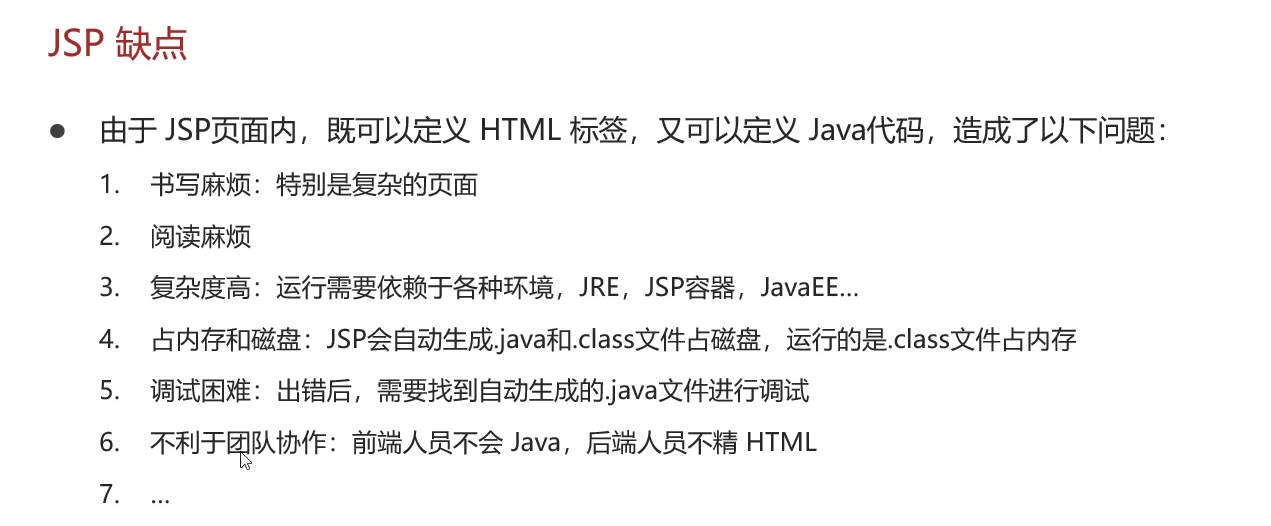 JSP 缺点
● 由于 JSP页面内，既可以定义 HTML 标签，又可以定义 Java代码，造成了以下问题：
1. 书写麻烦：特别是复杂的页面
2. 阅读麻烦
3. 复杂度高：运行需要依赖于各种环境，JRE，JSP容器，JavaEE...
4. 占内存和磁盘：JSP会自动生成.java和.class文件占磁盘，运行的是.class文件占内存
5. 调试困难：出错后，需要找到自动生成的.java文件进行调试
6. 不利于团队协作：前端人员不会 Java，后端人员不精 HTML
7. ...